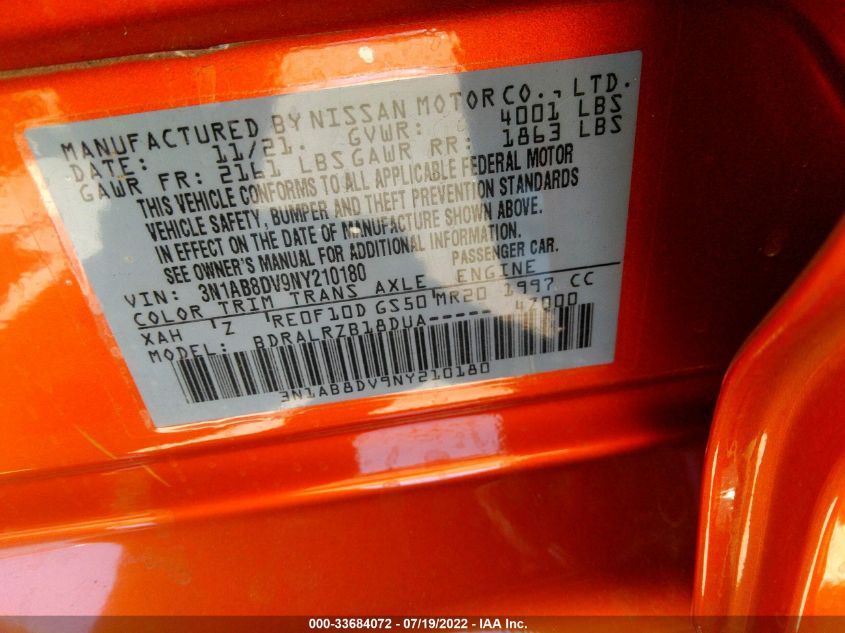 MANUFACTURED BY NISSAN MOTOR CO., LTD.
DATE: 11/21. GVWR: 4001 LBS
GAWR FR: 2161 LBS GAWR RR: 1863 LBS
THIS VEHICLE CONFORMS TO ALL APPLICABLE FEDERAL MOTOR
VEHICLE SAFETY, BUMPER, AND THEFT PREVENTION STANDARDS
IN EFFECT ON THE DATE OF MANUFACTURE SHOWN ABOVE.
SEE OWNER'S MANUAL FOR ADDITIONAL INFORMATION.
VIN: 3N1AB8DV9NY210180 PASSENGER CAR.
COLOR TRIM TRANS AXLE ENGINE
XAH Z RE0F10D GS50 MR20 1997 CC
MODEL: BDRALRZB18DUA----- 4Z000
3N1AB8DV9NY210180
000-33684072 - 07/19/2022 - IAA Inc.